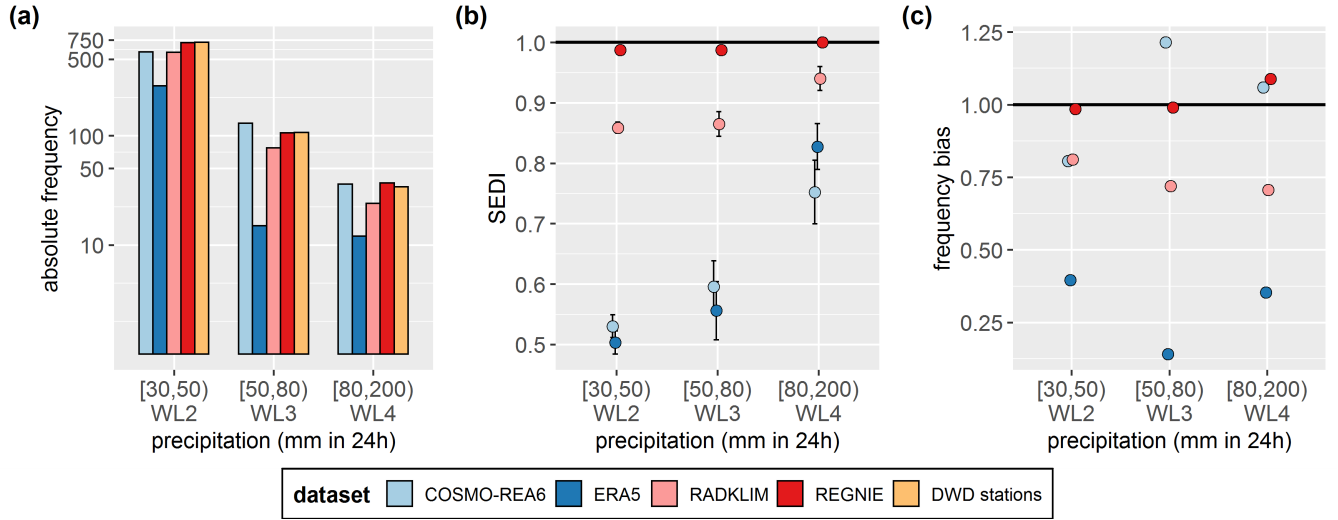 (a)
absolute frequency
750
500
100
50
10
[30,50) [50,80) [80,200)
WL2 WL3 WL4
precipitation (mm in 24h)
(b)
SEDI
1.0
0.9
0.8
0.7
0.6
0.5
[30,50) [50,80) [80,200)
WL2 WL3 WL4
precipitation (mm in 24h)
(c)
frequency bias
1.25
1.00
0.75
0.50
0.25
[30,50) [50,80) [80,200)
WL2 WL3 WL4
precipitation (mm in 24h)
dataset COSMO-REA6 ERA5 RADKLIM REGNIE DWD stations